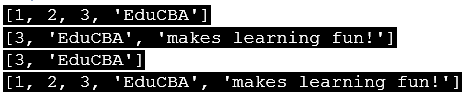 [1, 2, 3, 'EduCBA']
[3, 'EduCBA', 'makes learning fun!']
[3, 'EduCBA']
[1, 2, 3, 'EduCBA', 'makes learning fun!']